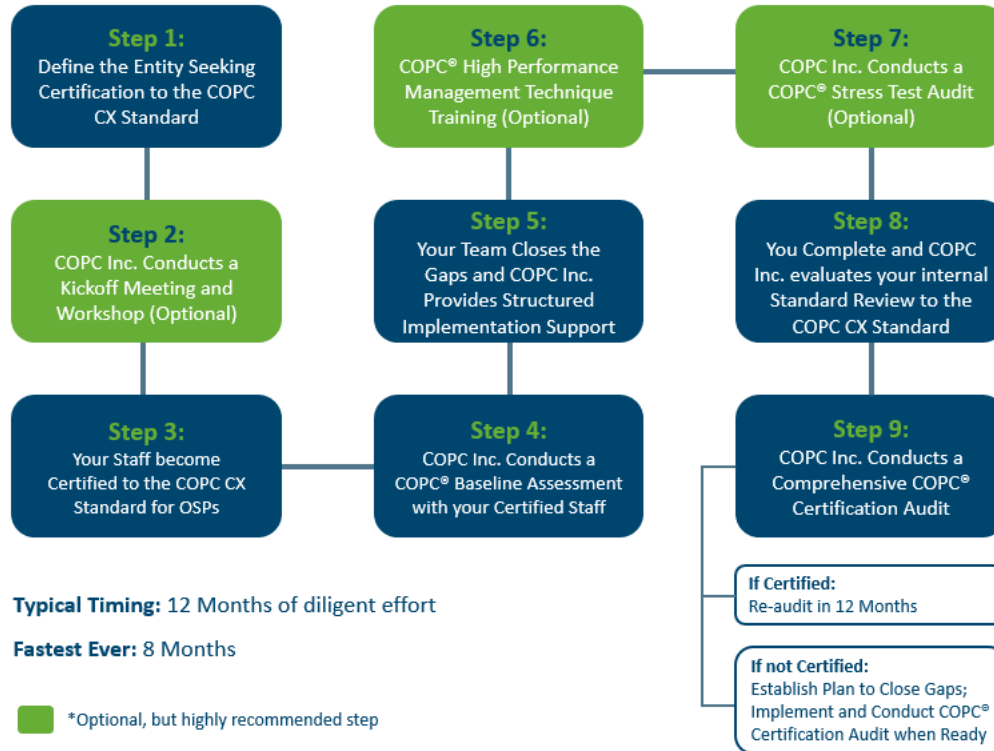 Step 1:
Define the Entity Seeking
Certification to the COPC
CX Standard
Step 2:
COPC Inc. Conducts a
Kickoff Meeting and
Workshop (Optional)
Step 3:
Your Staff become
Certified to the COPC CX
Standard for OSPs
Step 4:
COPC Inc. Conducts a
COPC® Baseline Assessment
with your Certified Staff
Step 5:
Your Team Closes the
Gaps and COPC Inc.
Provides Structured
Implementation Support
Step 6:
COPC® High Performance
Management Technique
Training (Optional)
Step 7:
COPC Inc. Conducts a
COPC® Stress Test Audit
(Optional)
Step 8:
You Complete and COPC
Inc. evaluates your internal
Standard Review to the
COPC CX Standard
Step 9:
COPC Inc. Conducts a
Comprehensive COPC®
Certification Audit
If Certified:
Re-audit in 12 Months
If not Certified:
Establish Plan to Close Gaps;
Implement and Conduct COPC®
Certification Audit when Ready
Typical Timing: 12 Months of diligent effort
Fastest Ever: 8 Months
*Optional, but highly recommended step